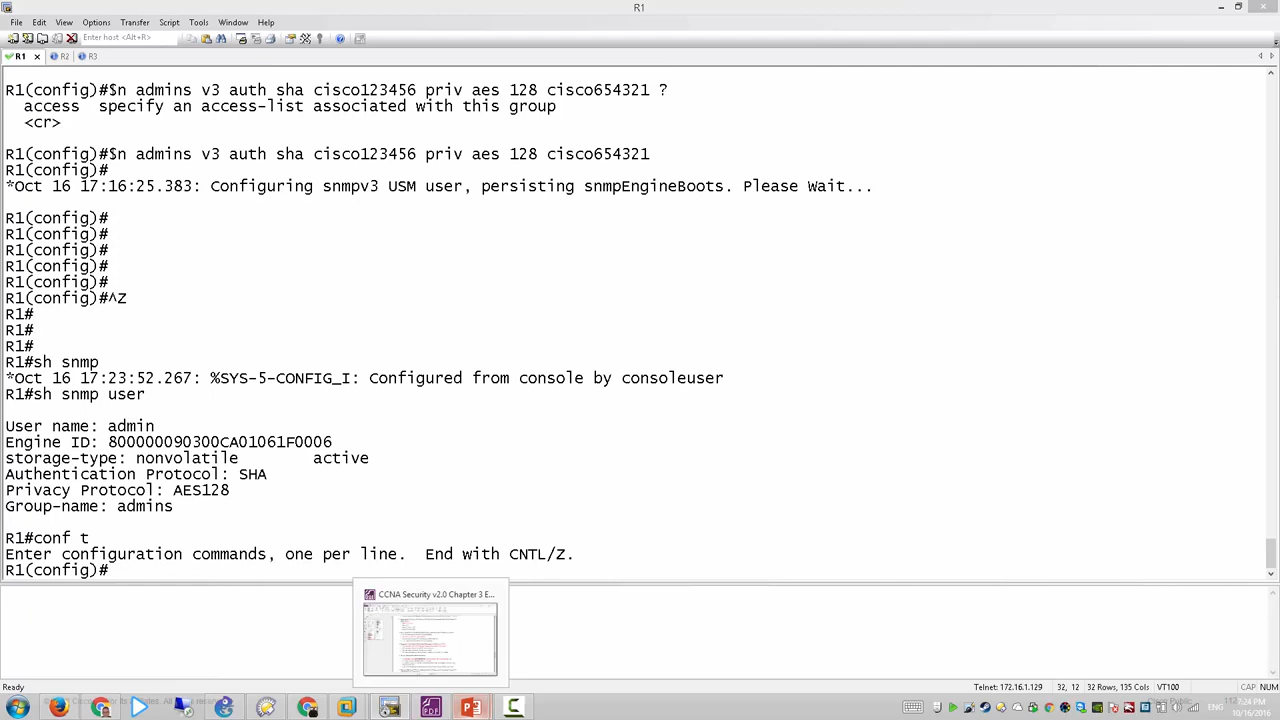 R1
File Edit View Options Transfer Script Tools Window Help
Enter host <Alt+R>
R1 R2 R3
R1(config)#$n admins v3 auth sha cisco123456 priv aes 128 cisco654321 ?
access specify an access-list associated with this group
<cr>
R1(config)#$n admins v3 auth sha cisco123456 priv aes 128 cisco654321
R1(config)#
*Oct 16 17:16:25.383: Configuring snmpv3 USM user, persisting snmpEngineBoots. Please Wait...
R1(config)#
R1(config)#
R1(config)#
R1(config)#
R1(config)#
R1(config)#^Z
R1#
R1#
R1#
R1#sh snmp
*Oct 16 17:23:52.267: %SYS-5-CONFIG_I: Configured from console by consoleuser
R1#sh snmp user
User name: admin
Engine ID: 800000090300CA01061F0006
storage-type: nonvolatile active
Authentication Protocol: SHA
Privacy Protocol: AES128
Group-name: admins
R1#conf t
Enter configuration commands, one per line. End with CNTL/Z.
R1(config)#
CCNA Security v2.0 Chapter 3 E...
Ready
Telnet: 172.16.1.129 32, 12 32 Rows, 135 Cols VT100 CAP NUM
PDF
ENG
7:24 PM
10/16/2016